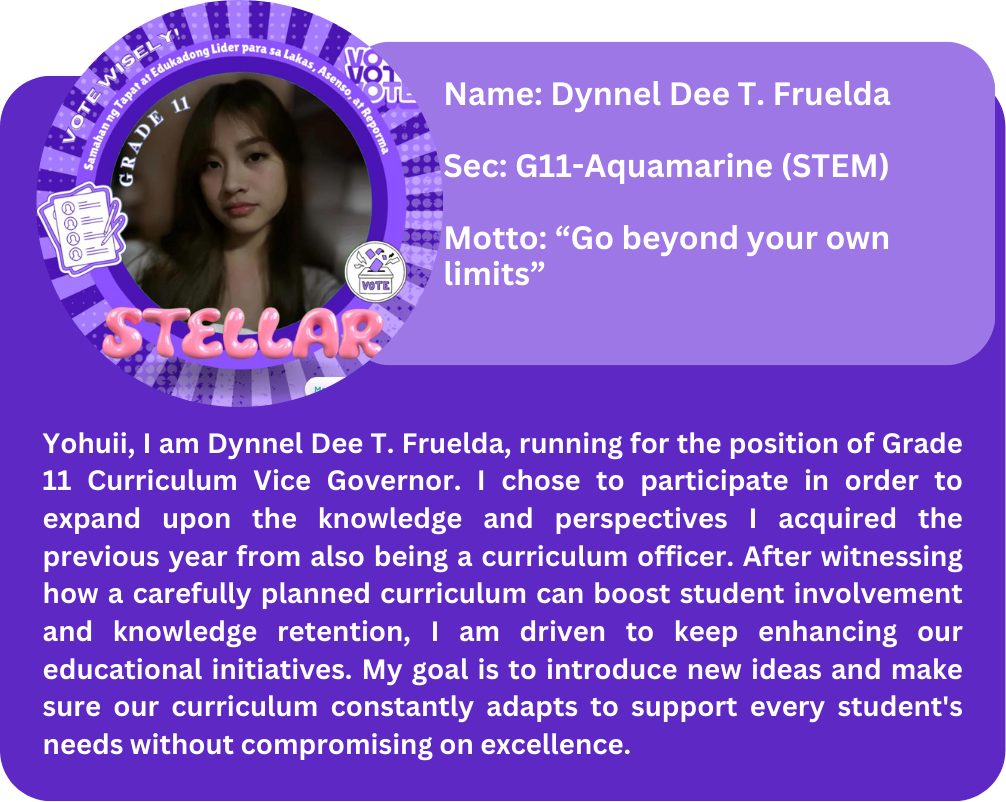 VOTE WISELY!
Samahan ng Tapat at Edukadong Lider para sa Lakas, Asenso, at Reporma
VOTE
VOTE
VOTE
GRADE 11
VOTE
STELLAR
Name: Dynnel Dee T. Fruelda
Sec: G11-Aquamarine (STEM)
Motto: “Go beyond your own
limits”
Yohuii, I am Dynnel Dee T. Fruelda, running for the position of Grade
11 Curriculum Vice Governor. I chose to participate in order to
expand upon the knowledge and perspectives I acquired the
previous year from also being a curriculum officer. After witnessing
how a carefully planned curriculum can boost student involvement
and knowledge retention, I am driven to keep enhancing our
educational initiatives. My goal is to introduce new ideas and make
sure our curriculum constantly adapts to support every student's
needs without compromising on excellence.